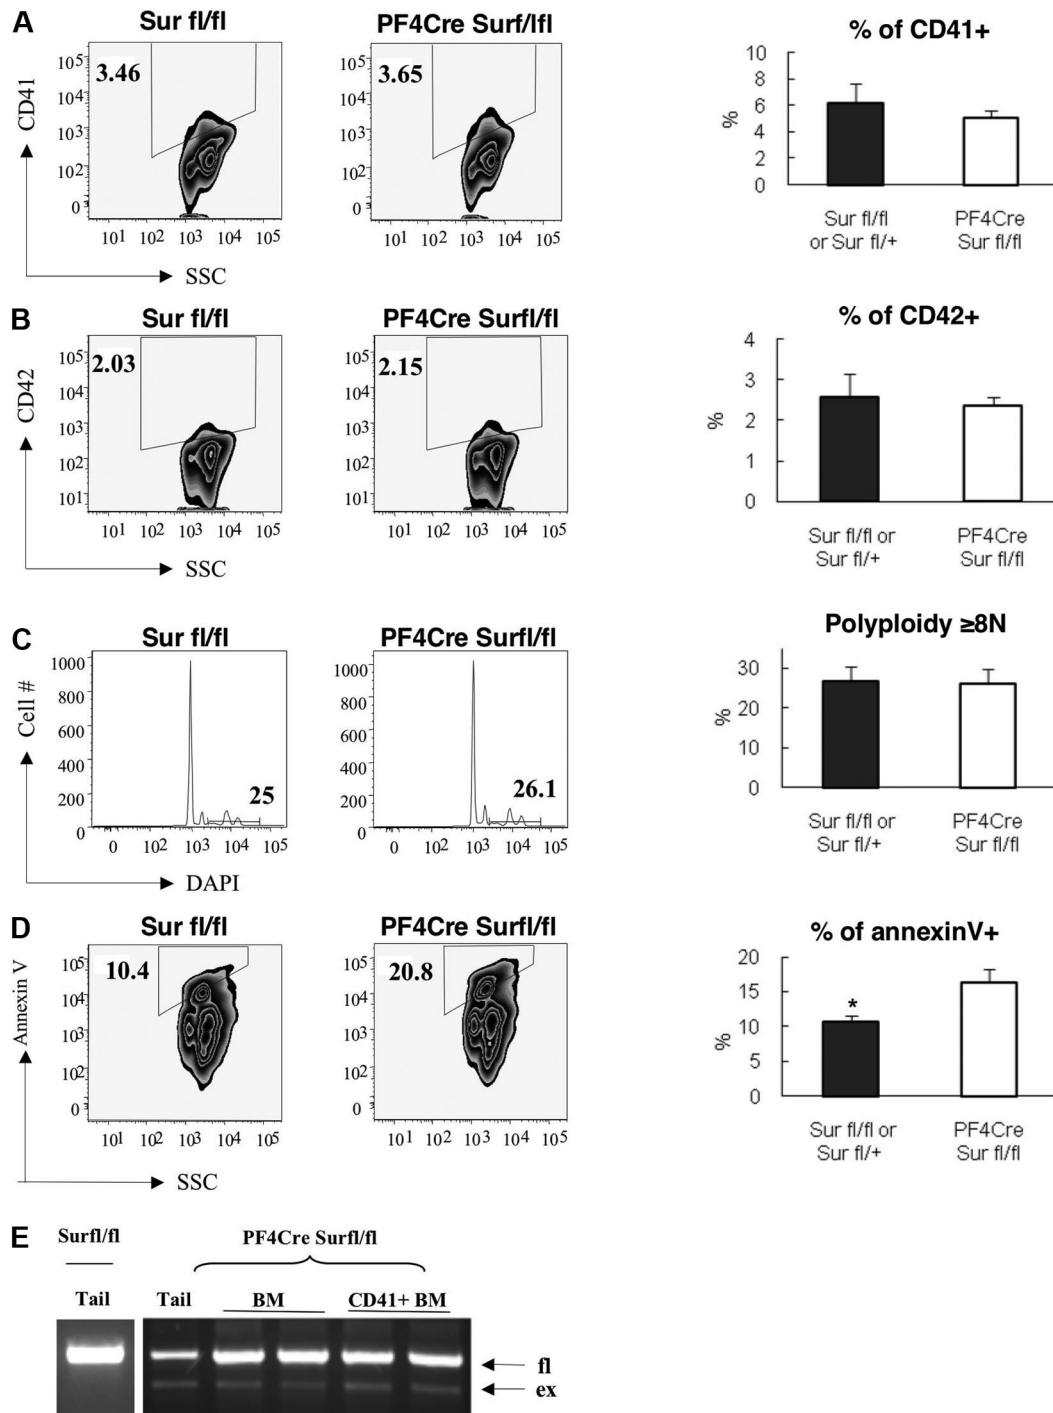 A
Sur fl/fl
PF4Cre Surf/lfl
% of CD41+
CD41
10⁵
10⁴
10³
10²
0
3.46
10¹ 10² 10³ 10⁴ 10⁵
SSC
10⁵
10⁴
10³
10²
0
3.65
10¹ 10² 10³ 10⁴ 10⁵
%
10
8
6
4
2
0
Sur fl/fl
or Sur fl/+
PF4Cre
Sur fl/fl
B
Sur fl/fl
PF4Cre Surfl/fl
% of CD42+
CD42
10⁵
10⁴
10³
10²
10¹
2.03
10¹ 10² 10³ 10⁴ 10⁵
SSC
10⁵
10⁴
10³
10²
10¹
2.15
10¹ 10² 10³ 10⁴ 10⁵
%
4
3
2
1
0
Sur fl/fl or
Sur fl/+
PF4Cre
Sur fl/fl
C
Sur fl/fl
PF4Cre Surfl/fl
Polyploidy ≥8N
Cell #
1000
800
600
400
200
0
25
0 10² 10³ 10⁴ 10⁵
DAPI
1000
800
600
400
200
0
26.1
0 10² 10³ 10⁴ 10⁵
%
30
20
10
0
Sur fl/fl or
Sur fl/+
PF4Cre
Sur fl/fl
D
Sur fl/fl
PF4Cre Surfl/fl
% of annexinV+
Annexin V
10⁵
10⁴
10³
10²
0
10.4
10¹ 10² 10³ 10⁴ 10⁵
SSC
10⁵
10⁴
10³
10²
0
20.8
10¹ 10² 10³ 10⁴ 10⁵
%
20
15
10
5
0
*
Sur fl/fl or
Sur fl/+
PF4Cre
Sur fl/fl
E
Surfl/fl
PF4Cre Surfl/fl
Tail
Tail
BM
CD41+ BM
fl
ex